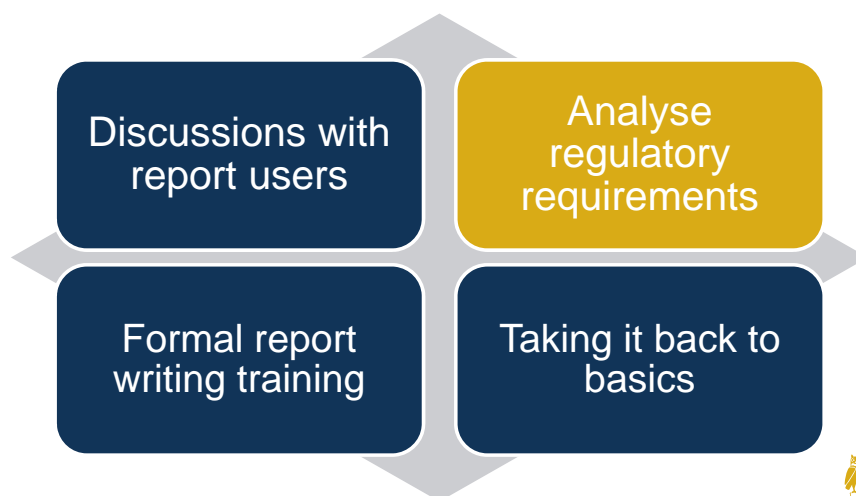 Discussions with
report users
Analyse
regulatory
requirements
Formal report
writing training
Taking it back to
basics